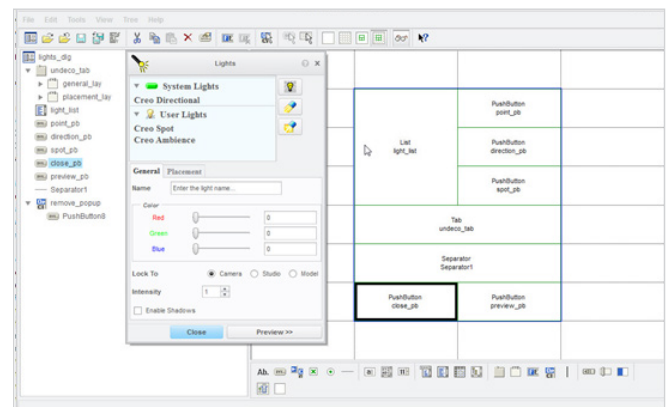 File Edit Tools View Tree Help
lights_dlg
undeco_tab
general_lay
placement_lay
light_list
point_pb
direction_pb
spot_pb
close_pb
preview_pb
Separator1
remove_popup
PushButton8
Lights
System Lights
Creo Directional
User Lights
Creo Spot
Creo Ambience
General Placement
Name Enter the light name...
Color
Red 0
Green 0
Blue 0
Lock To Camera Studio Model
Intensity 1
Enable Shadows
Close Preview >>
List
light_list
PushButton
point_pb
PushButton
direction_pb
PushButton
spot_pb
Tab
undeco_tab
Separator
Separator1
PushButton
close_pb
PushButton
preview_pb
Ab.